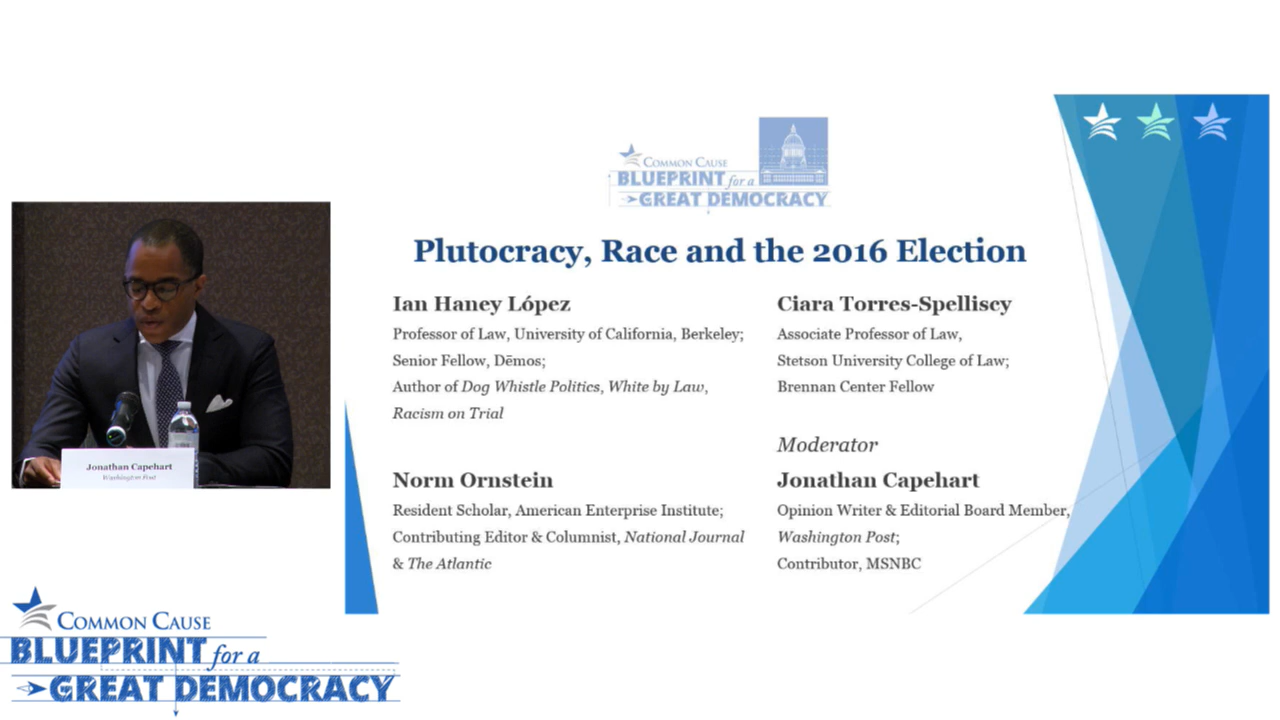 COMMON CAUSE
BLUEPRINT for a
GREAT DEMOCRACY
Plutocracy, Race and the 2016 Election
Ian Haney López
Professor of Law, University of California, Berkeley;
Senior Fellow, Dēmos;
Author of Dog Whistle Politics, White by Law,
Racism on Trial
Ciara Torres-Spelliscy
Associate Professor of Law,
Stetson University College of Law;
Brennan Center Fellow
Norm Ornstein
Resident Scholar, American Enterprise Institute;
Contributing Editor & Columnist, National Journal
& The Atlantic
Moderator
Jonathan Capehart
Opinion Writer & Editorial Board Member,
Washington Post;
Contributor, MSNBC
Jonathan Capehart
Washington Post
COMMON CAUSE
BLUEPRINT for a
GREAT DEMOCRACY